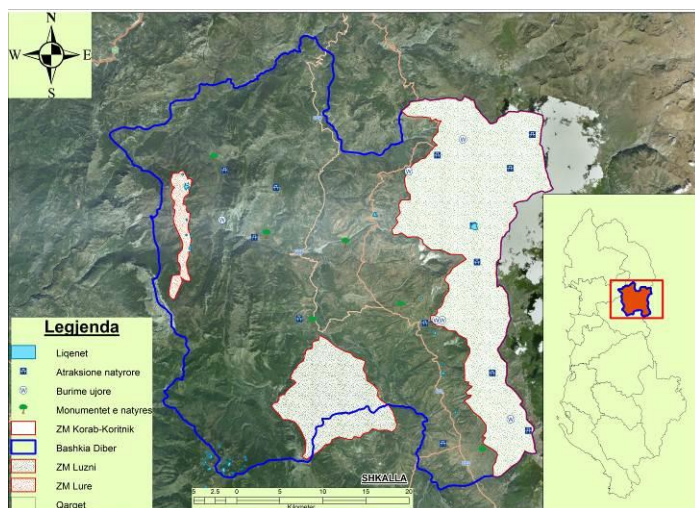 N
W E
S
Legjenda
Liqenet
Atraksione natyrore
Burime ujore
Monumentet e natyres
ZM Korab-Koritnik
Bashkia Diber
ZM Luzni
ZM Lure
Qarqet
SHKALLA
5 2.5 0 5 10 15 20
Kilometer